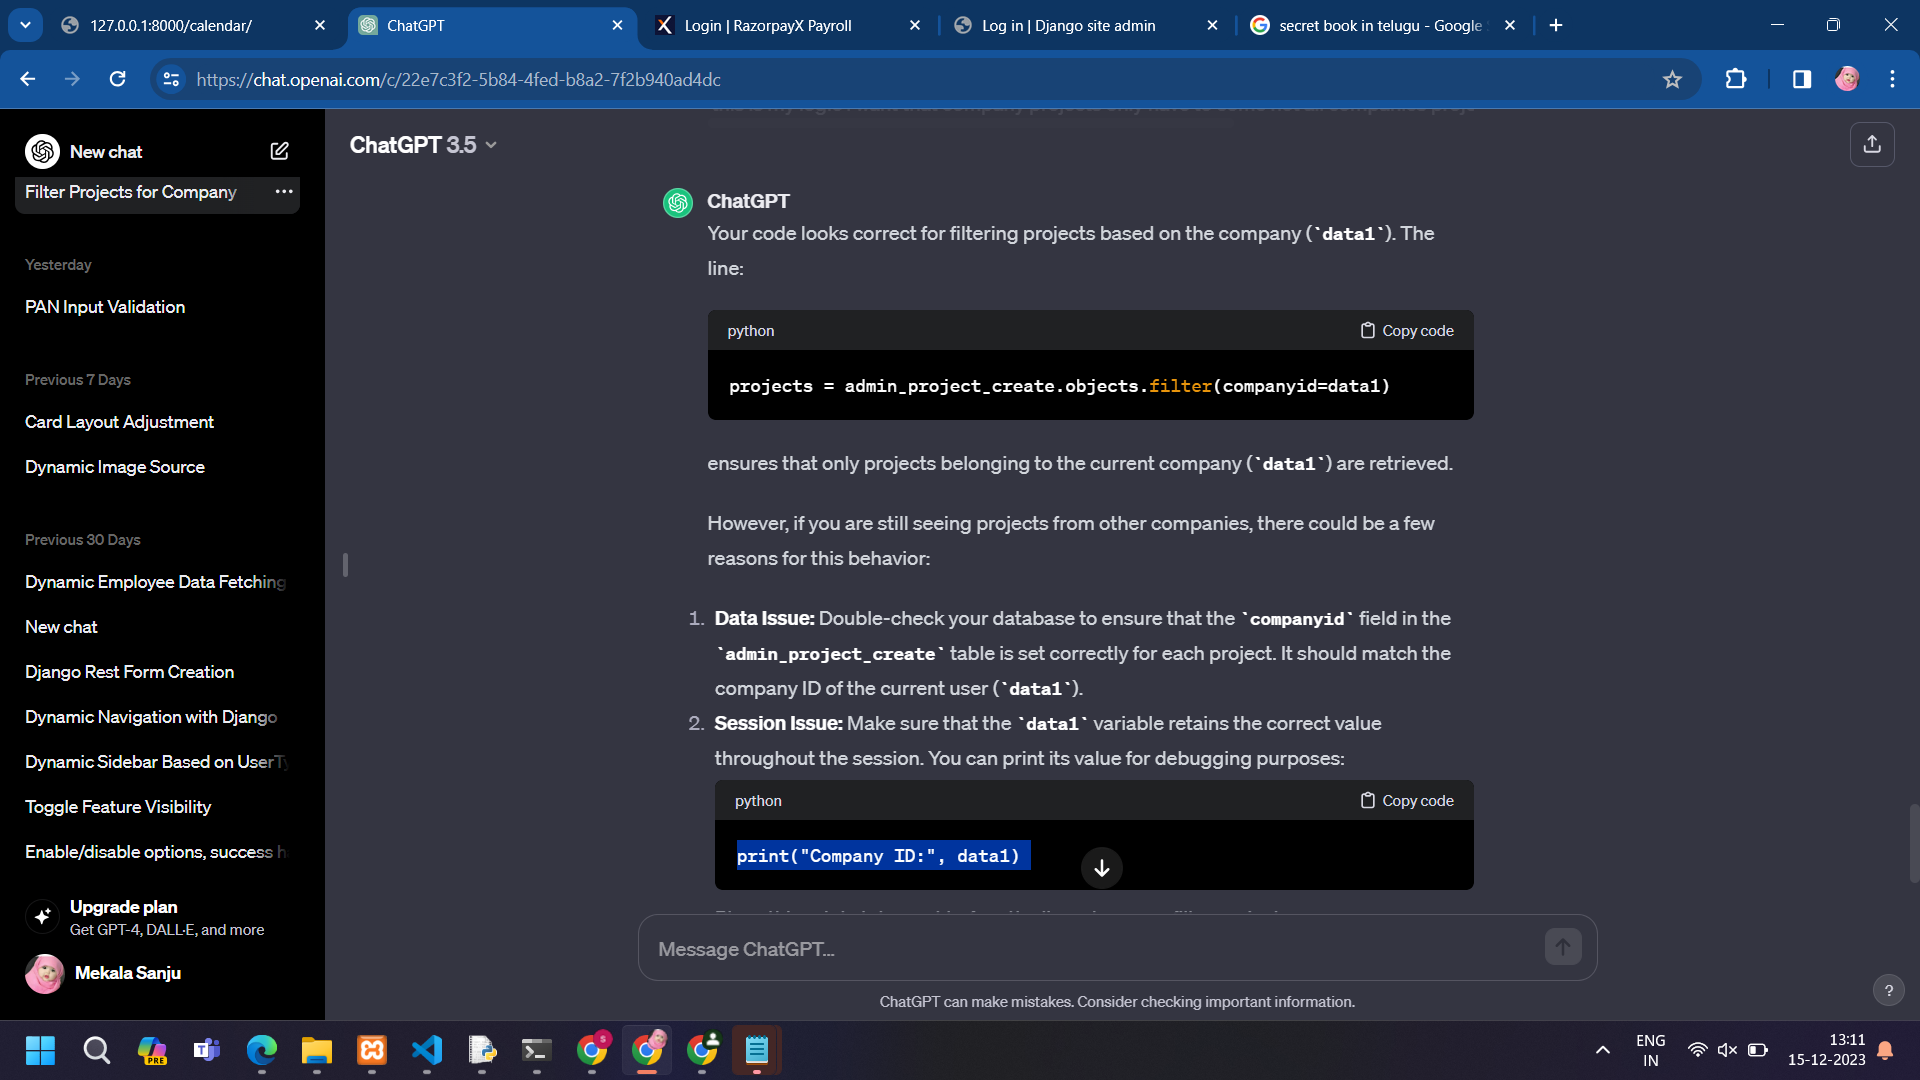 127.0.0.1:8000/calendar/
ChatGPT
Login | RazorpayX Payroll
Log in | Django site admin
secret book in telugu - Google
https://chat.openai.com/c/22e7c3f2-5b84-4fed-b8a2-7f2b940ad4dc
New chat
Filter Projects for Company
Yesterday
PAN Input Validation
Previous 7 Days
Card Layout Adjustment
Dynamic Image Source
Previous 30 Days
Dynamic Employee Data Fetching
New chat
Django Rest Form Creation
Dynamic Navigation with Django
Dynamic Sidebar Based on UserTy
Toggle Feature Visibility
Enable/disable options, success
Upgrade plan
Get GPT-4, DALL·E, and more
Mekala Sanju
ChatGPT 3.5
ChatGPT
Your code looks correct for filtering projects based on the company (`data1`). The
line:
python
Copy code
projects = admin_project_create.objects.filter(companyid=data1)
ensures that only projects belonging to the current company (`data1`) are retrieved.
However, if you are still seeing projects from other companies, there could be a few
reasons for this behavior:
1. Data Issue: Double-check your database to ensure that the `companyid` field in the
`admin_project_create` table is set correctly for each project. It should match the
company ID of the current user (`data1`).
2. Session Issue: Make sure that the `data1` variable retains the correct value
throughout the session. You can print its value for debugging purposes:
python
Copy code
print("Company ID:", data1)
Message ChatGPT...
ChatGPT can make mistakes. Consider checking important information.
?
PRE
ENG
IN
13:11
15-12-2023